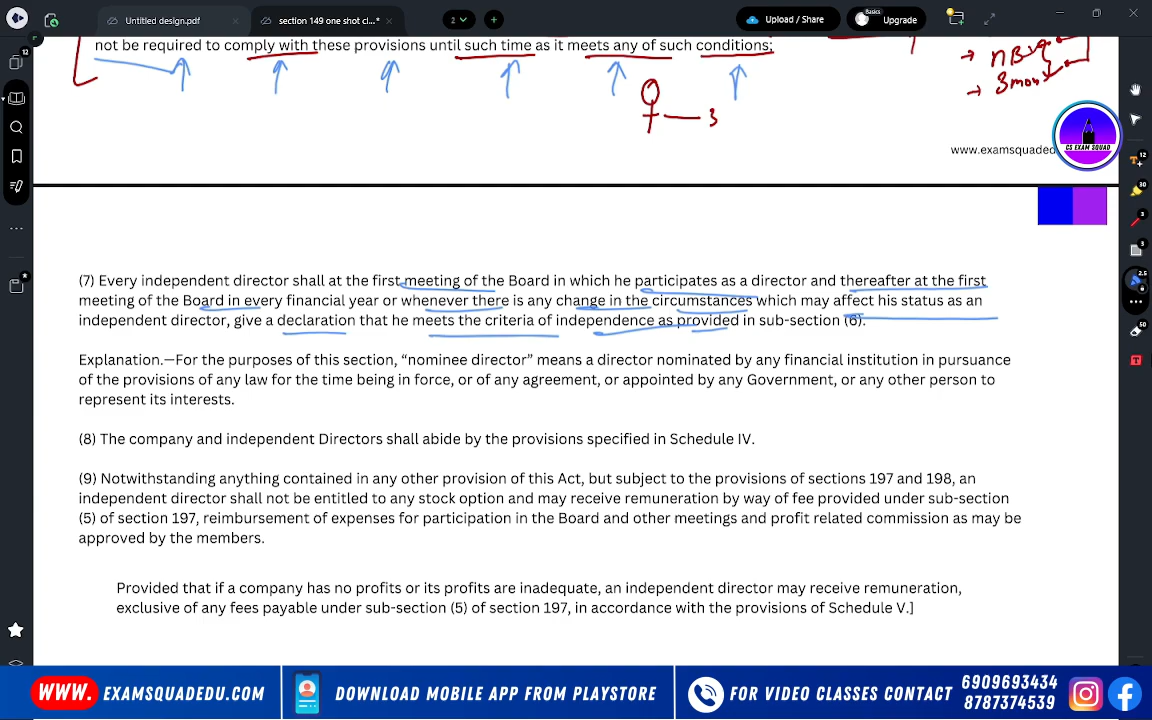 Untitled design.pdf
section 149 one shot cl...*
2
Upload / Share
Basics
Upgrade
not be required to comply with these provisions until such time as it meets any of such conditions;
3
www.examsquadedu
CS EXAM SQUAD
(7) Every independent director shall at the first meeting of the Board in which he participates as a director and thereafter at the first
meeting of the Board in every financial year or whenever there is any change in the circumstances which may affect his status as an
independent director, give a declaration that he meets the criteria of independence as provided in sub-section (6).
Explanation.—For the purposes of this section, “nominee director” means a director nominated by any financial institution in pursuance
of the provisions of any law for the time being in force, or of any agreement, or appointed by any Government, or any other person to
represent its interests.
(8) The company and independent Directors shall abide by the provisions specified in Schedule IV.
(9) Notwithstanding anything contained in any other provision of this Act, but subject to the provisions of sections 197 and 198, an
independent director shall not be entitled to any stock option and may receive remuneration by way of fee provided under sub-section
(5) of section 197, reimbursement of expenses for participation in the Board and other meetings and profit related commission as may be
approved by the members.
Provided that if a company has no profits or its profits are inadequate, an independent director may receive remuneration,
exclusive of any fees payable under sub-section (5) of section 197, in accordance with the provisions of Schedule V.]
WWW. EXAMSQUADEDU.COM
DOWNLOAD MOBILE APP FROM PLAYSTORE
FOR VIDEO CLASSES CONTACT
6909693434
8787374539